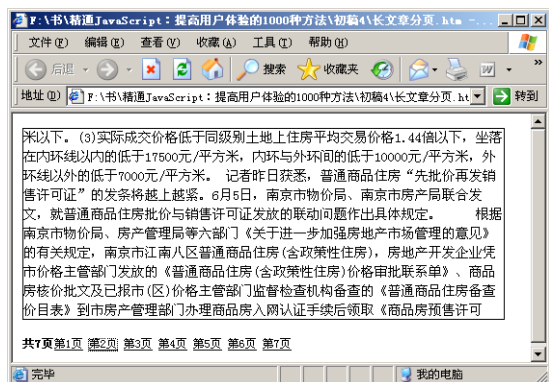 F:\书\精通JavaScript：提高用户体验的1000种方法\初稿4\长文章分页.htm -...
文件(F) 编辑(E) 查看(V) 收藏(A) 工具(T) 帮助(H)
后退 搜索 收藏夹
地址(D) F:\书\精通JavaScript：提高用户体验的1000种方法\初稿4\长文章分页.ht 转到
米以下。(3)实际成交价格低于同级别土地上住房平均交易价格1.44倍以下，坐落
在内环线以内的低于17500元/平方米，内环与外环间的低于10000元/平方米，外
环线以外的低于7000元/平方米。 记者昨日获悉，普通商品住房“先批价再发销
售许可证”的发条将越上越紧。6月5日，南京市物价局、南京市房产局联合发
文，就普通商品住房批价与销售许可证发放的联动问题作出具体规定。 根据
南京市物价局、房产管理局等六部门《关于进一步加强房地产市场管理的意见》
的有关规定，南京市江南八区普通商品住房(含政策性住房)，房地产开发企业凭
市价格主管部门发放的《普通商品住房(含政策性住房)价格审批联系单》、商品
房核价批文及已报市(区)价格主管部门监督检查机构备查的《普通商品住房备查
价目表》到市房产管理部门办理商品房入网认证手续后领取《商品房预售许可
共7页第1页 第2页 第3页 第4页 第5页 第6页 第7页
完毕 我的电脑